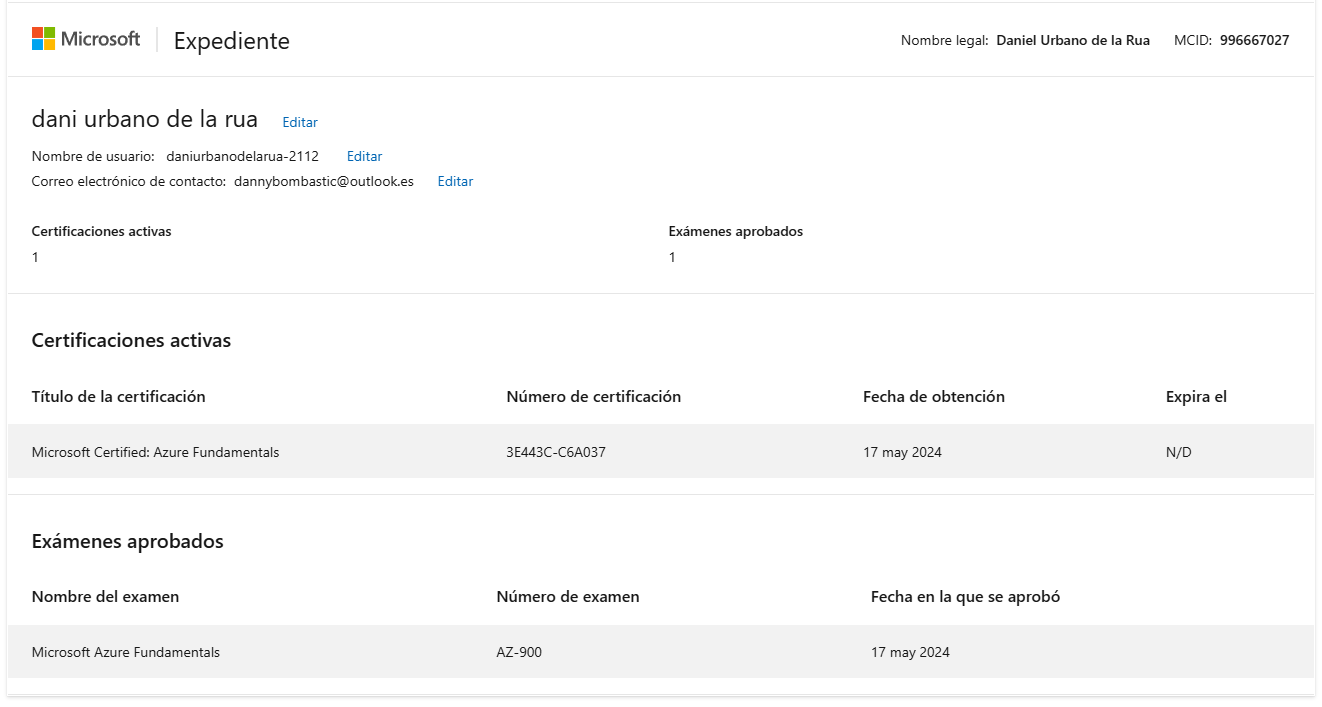 Microsoft Expediente Nombre legal: Daniel Urbano de la Rua MCID: 996667027
dani urbano de la rua Editar
Nombre de usuario: daniurbanodelarua-2112 Editar
Correo electrónico de contacto: dannybombastic@outlook.es Editar
Certificaciones activas Exámenes aprobados
1 1
Certificaciones activas
Título de la certificación Número de certificación Fecha de obtención Expira el
Microsoft Certified: Azure Fundamentals 3E443C-C6A037 17 may 2024 N/D
Exámenes aprobados
Nombre del examen Número de examen Fecha en la que se aprobó
Microsoft Azure Fundamentals AZ-900 17 may 2024